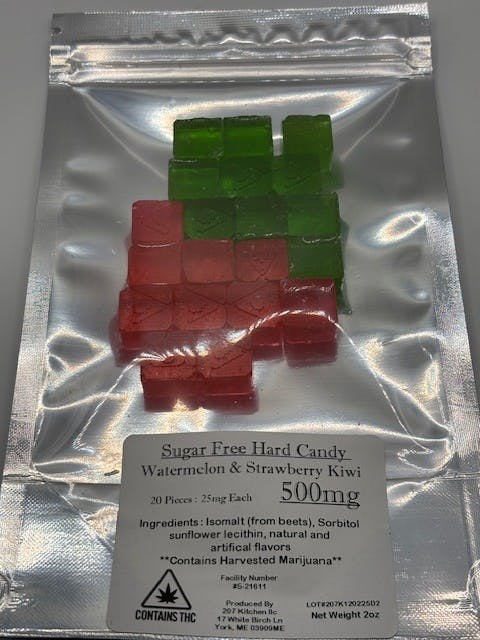 Sugar Free Hard Candy
Watermelon & Strawberry Kiwi
20 Pieces : 25mg Each 500mg
Ingredients: Isomalt (from beets), Sorbitol
sunflower lecithin, natural and
artifical flavors
**Contains Harvested Marijuana**
Facility Number
#S-21611
Produced By
207 Kitchen llc
17 White Birch Ln
York, ME 03909ME
CONTAINS THC
LOT#207K120225D2
Net Weight 2oz